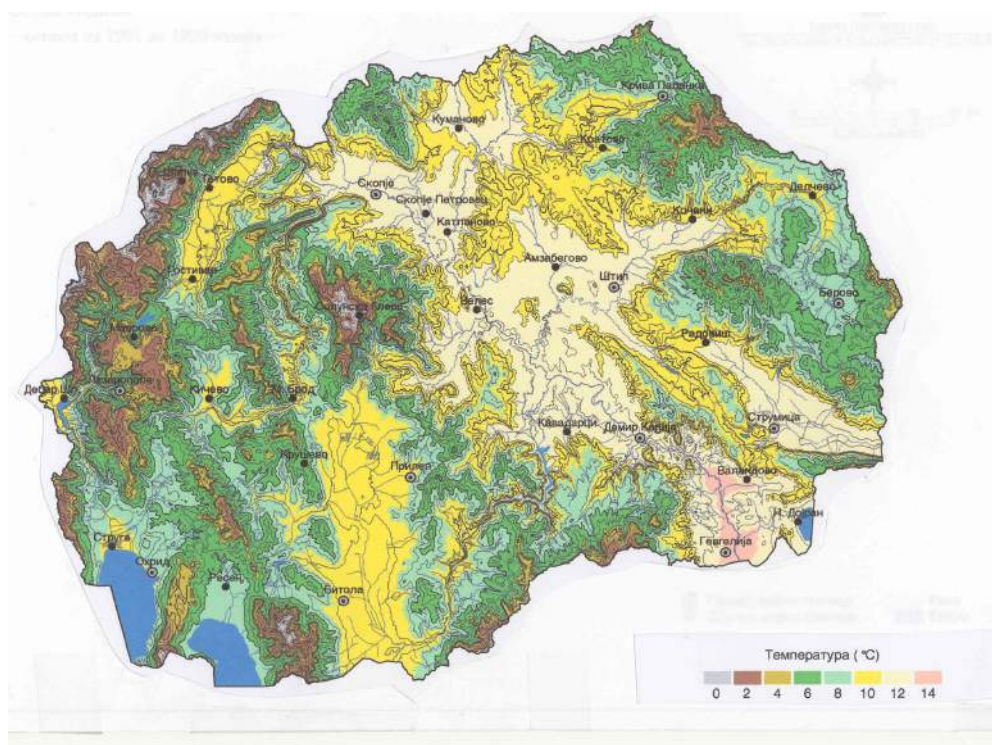 Крива Паланка
Куманово
Кратово
Тетово
Скопје
Делчево
Скопје Петровец
Кочани
Катланово
Амзабегово
Гостивар
Штип
Берово
Велес
Маврово
Радовиш
Дебар
Кичево
М. Брод
Струмица
Кавадарци
Демир Капија
Крушево
Прилеп
Валандово
Н. Дојран
Струга
Гевгелија
Охрид
Ресен
Битола
Температура ( °C)
0 2 4 6 8 10 12 14